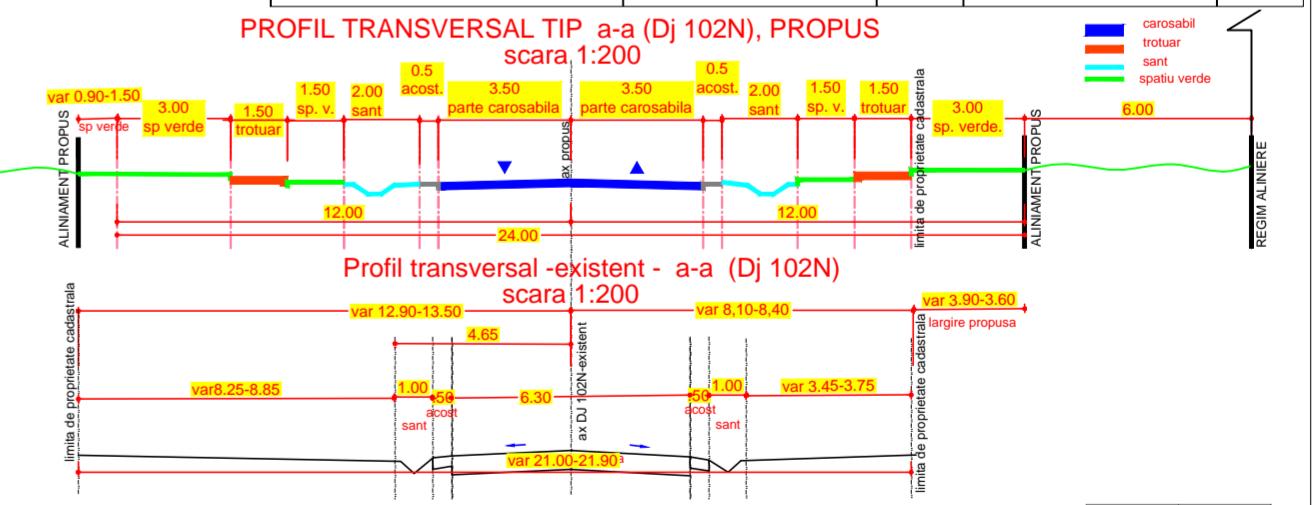 PROFIL TRANSVERSAL TIP a-a (Dj 102N), PROPUS
scara 1:200
carosabil
trotuar
sant
spatiu verde
var 0.90-1.50
sp verde
3.00
sp verde
1.50
trotuar
1.50
sp. v.
2.00
sant
0.5
acost.
3.50
parte carosabila
3.50
parte carosabila
0.5
acost.
2.00
sant
1.50
sp. v.
1.50
trotuar
3.00
sp. verde.
6.00
ALINIAMENT PROPUS
ax propus
limita de proprietate cadastrala
ALINIAMENT PROPUS
REGIM ALINIERE
12.00
12.00
24.00
Profil transversal -existent - a-a (Dj 102N)
scara 1:200
var 12.90-13.50
var 8,10-8,40
var 3.90-3.60
largire propusa
4.65
var8.25-8.85
1.00
sant
.50
acost
6.30
.50
acost
1.00
sant
var 3.45-3.75
limita de proprietate cadastrala
ax DJ 102N-existent
limita de proprietate cadastrala
var 21.00-21.90